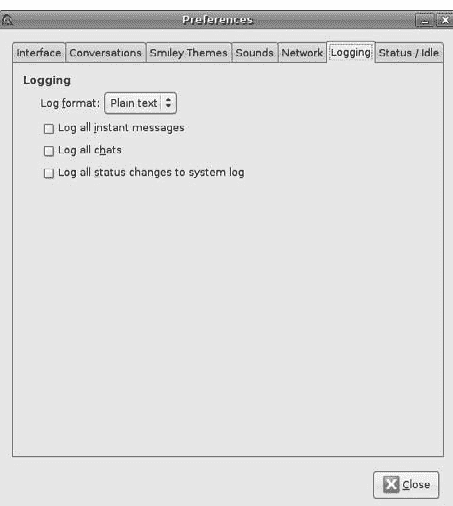 Preferences
Interface Conversations Smiley Themes Sounds Network Logging Status / Idle
Logging
Log format: Plain text
Log all instant messages
Log all chats
Log all status changes to system log
Close